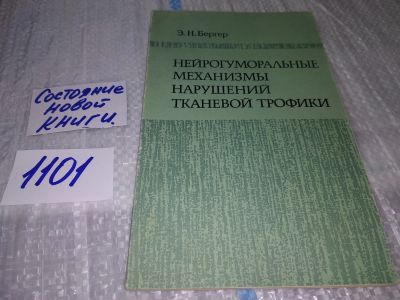 Э.Н.Бергер
НЕЙРОГУМОРАЛЬНЫЕ
МЕХАНИЗМЫ
НАРУШЕНИЙ
ТКАНЕВОЙ ТРОФИКИ
Состояние
новой
книги.
1101